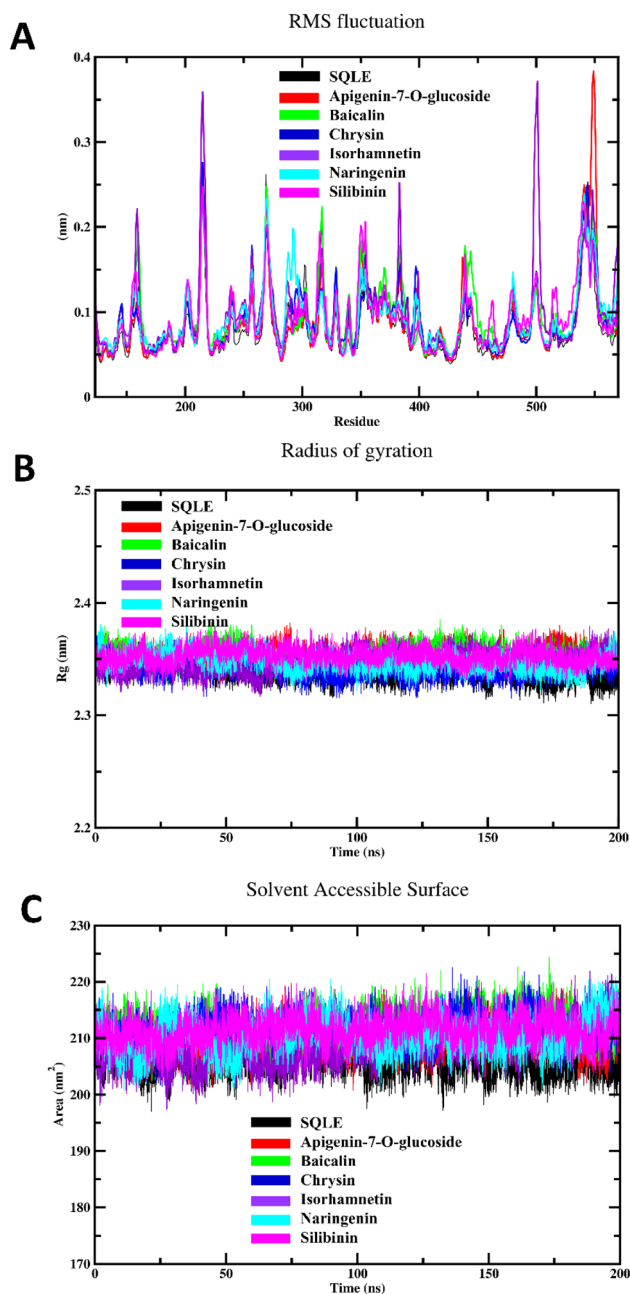 A
RMS fluctuation
0.4
0.3
0.2
0.1
0
(nm)
SQLE
Apigenin-7-O-glucoside
Baicalin
Chrysin
Isorhamnetin
Naringenin
Silibinin
200
300
400
500
Residue
B
Radius of gyration
2.5
2.4
2.3
2.2
Rg (nm)
SQLE
Apigenin-7-O-glucoside
Baicalin
Chrysin
Isorhamnetin
Naringenin
Silibinin
0
50
100
150
200
Time (ns)
C
Solvent Accessible Surface
230
220
210
200
190
180
170
Area (nm²)
SQLE
Apigenin-7-O-glucoside
Baicalin
Chrysin
Isorhamnetin
Naringenin
Silibinin
0
50
100
150
200
Time (ns)